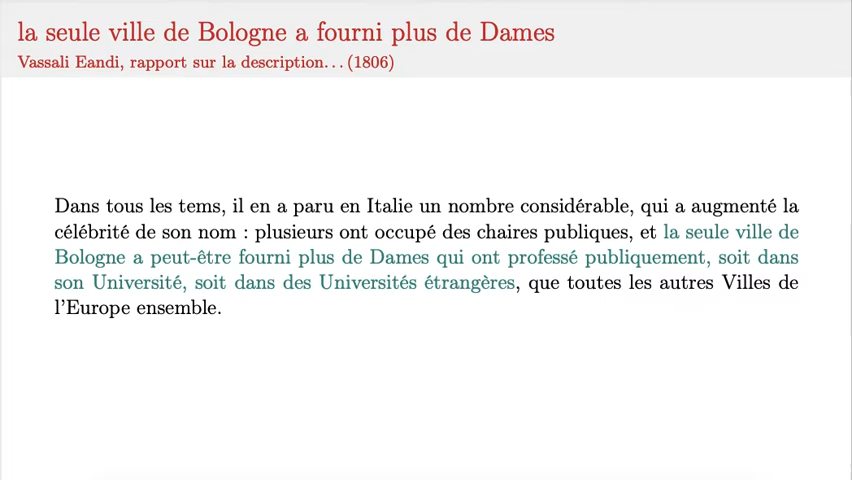 la seule ville de Bologne a fourni plus de Dames
Vassali Eandi, rapport sur la description... (1806)
Dans tous les tems, il en a paru en Italie un nombre considérable, qui a augmenté la
célébrité de son nom : plusieurs ont occupé des chaires publiques, et la seule ville de
Bologne a peut-être fourni plus de Dames qui ont professé publiquement, soit dans
son Université, soit dans des Universités étrangères, que toutes les autres Villes de
l'Europe ensemble.